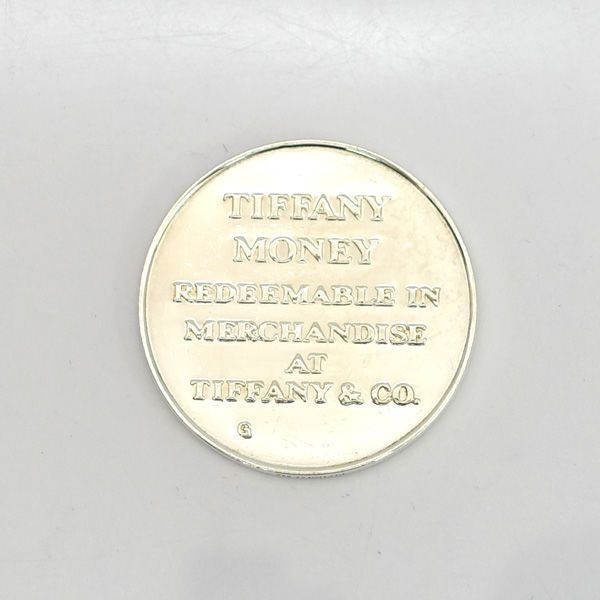 TIFFANY
MONEY
REDEEMABLE IN
MERCHANDISE
AT
TIFFANY & CO.
G